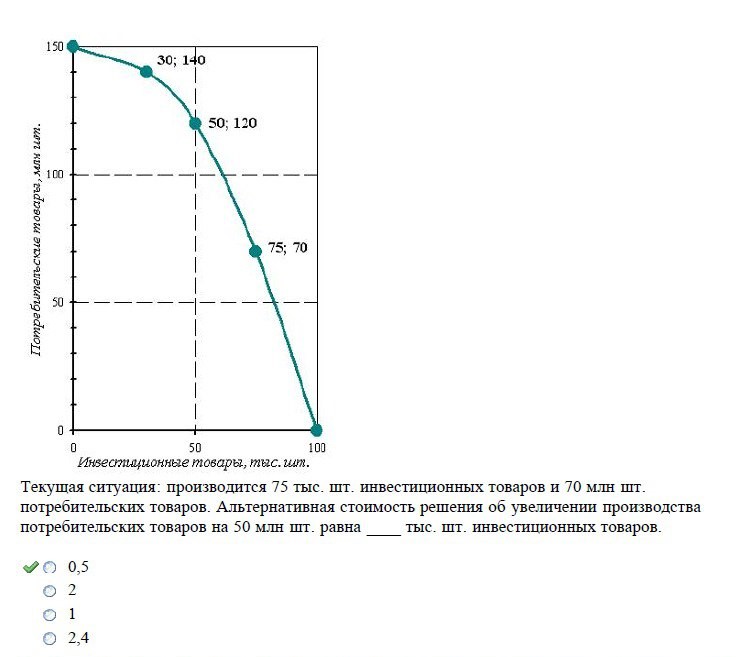 150
30; 140
50; 120
100
75; 70
50
0
0
50
100
Потребительские товары, млн шт.
Инвестиционные товары, тыс. шт.
Текущая ситуация: производится 75 тыс. шт. инвестиционных товаров и 70 млн шт.
потребительских товаров. Альтернативная стоимость решения об увеличении производства
потребительских товаров на 50 млн шт. равна ____ тыс. шт. инвестиционных товаров.
0,5
2
1
2,4